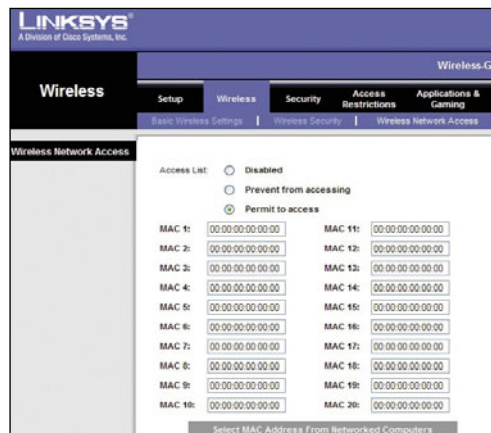 LINKSYS®
A Division of Cisco Systems, Inc.
Wireless-G
Wireless
Setup Wireless Security Access Restrictions Applications & Gaming
Basic Wireless Settings | Wireless Security | Wireless Network Access
Wireless Network Access
Access List: Disabled
Prevent from accessing
Permit to access
MAC 1: 00:00:00:00:00:00 MAC 11: 00:00:00:00:00:00
MAC 2: 00:00:00:00:00:00 MAC 12: 00:00:00:00:00:00
MAC 3: 00:00:00:00:00:00 MAC 13: 00:00:00:00:00:00
MAC 4: 00:00:00:00:00:00 MAC 14: 00:00:00:00:00:00
MAC 5: 00:00:00:00:00:00 MAC 15: 00:00:00:00:00:00
MAC 6: 00:00:00:00:00:00 MAC 16: 00:00:00:00:00:00
MAC 7: 00:00:00:00:00:00 MAC 17: 00:00:00:00:00:00
MAC 8: 00:00:00:00:00:00 MAC 18: 00:00:00:00:00:00
MAC 9: 00:00:00:00:00:00 MAC 19: 00:00:00:00:00:00
MAC 10: 00:00:00:00:00:00 MAC 20: 00:00:00:00:00:00
Select MAC Address From Networked Computers